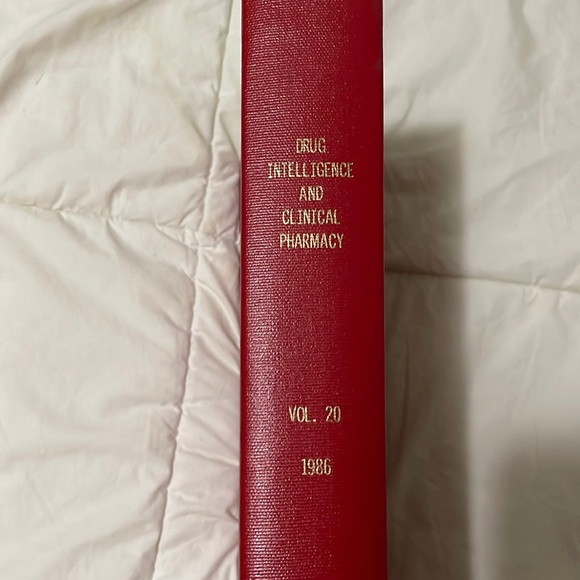 DRUG
INTELLIGENCE
AND
CLINICAL
PHARMACY
VOL. 20
1986